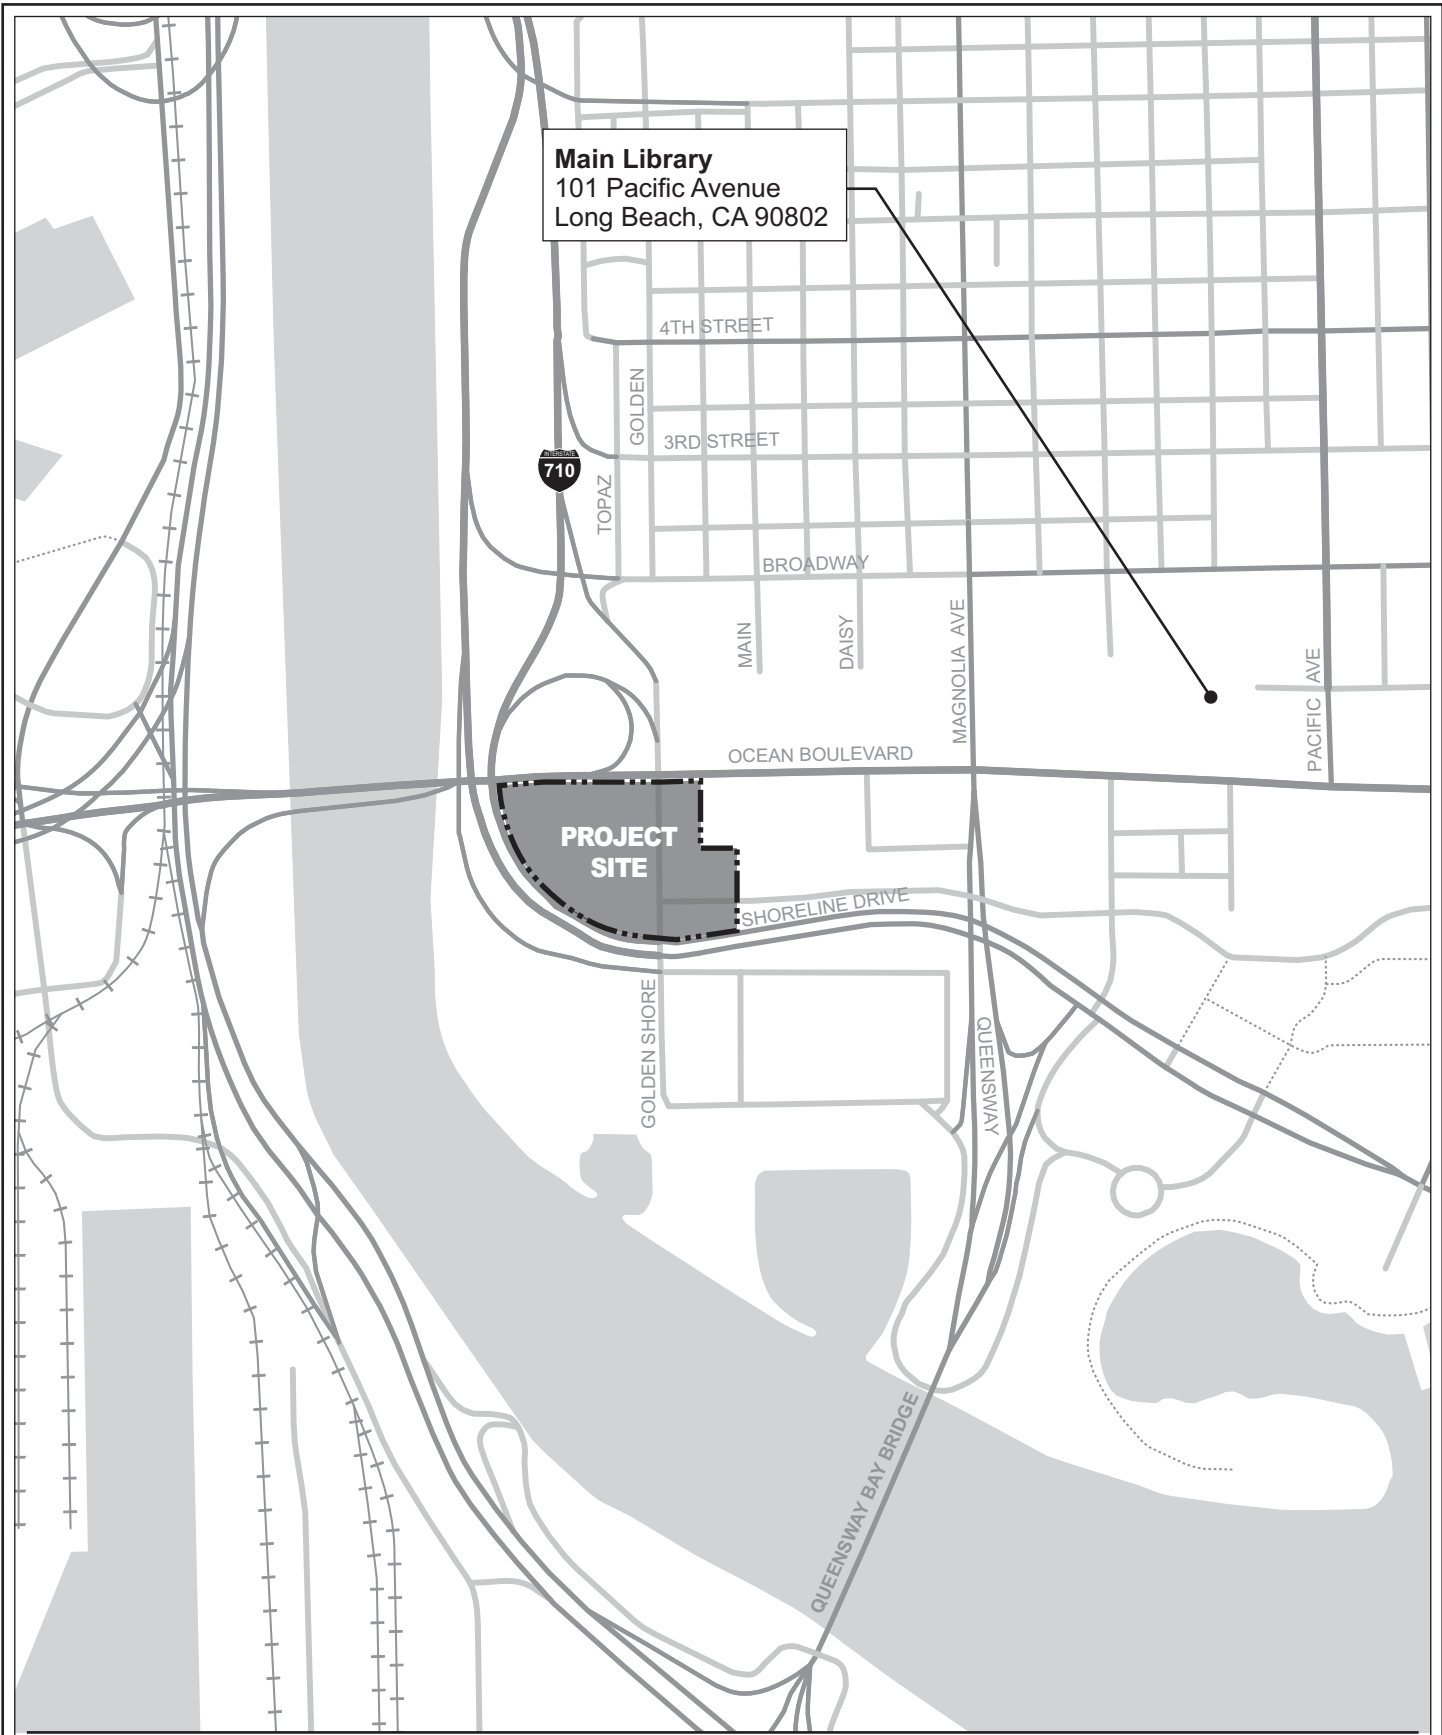 Main Library
101 Pacific Avenue
Long Beach, CA 90802
4TH STREET
GOLDEN
3RD STREET
INTERSTATE
710
TOPAZ
BROADWAY
MAIN
DAISY
MAGNOLIA AVE
PACIFIC AVE
OCEAN BOULEVARD
PROJECT
SITE
SHORELINE DRIVE
GOLDEN SHORE
QUEENSWAY
QUEENSWAY BAY BRIDGE